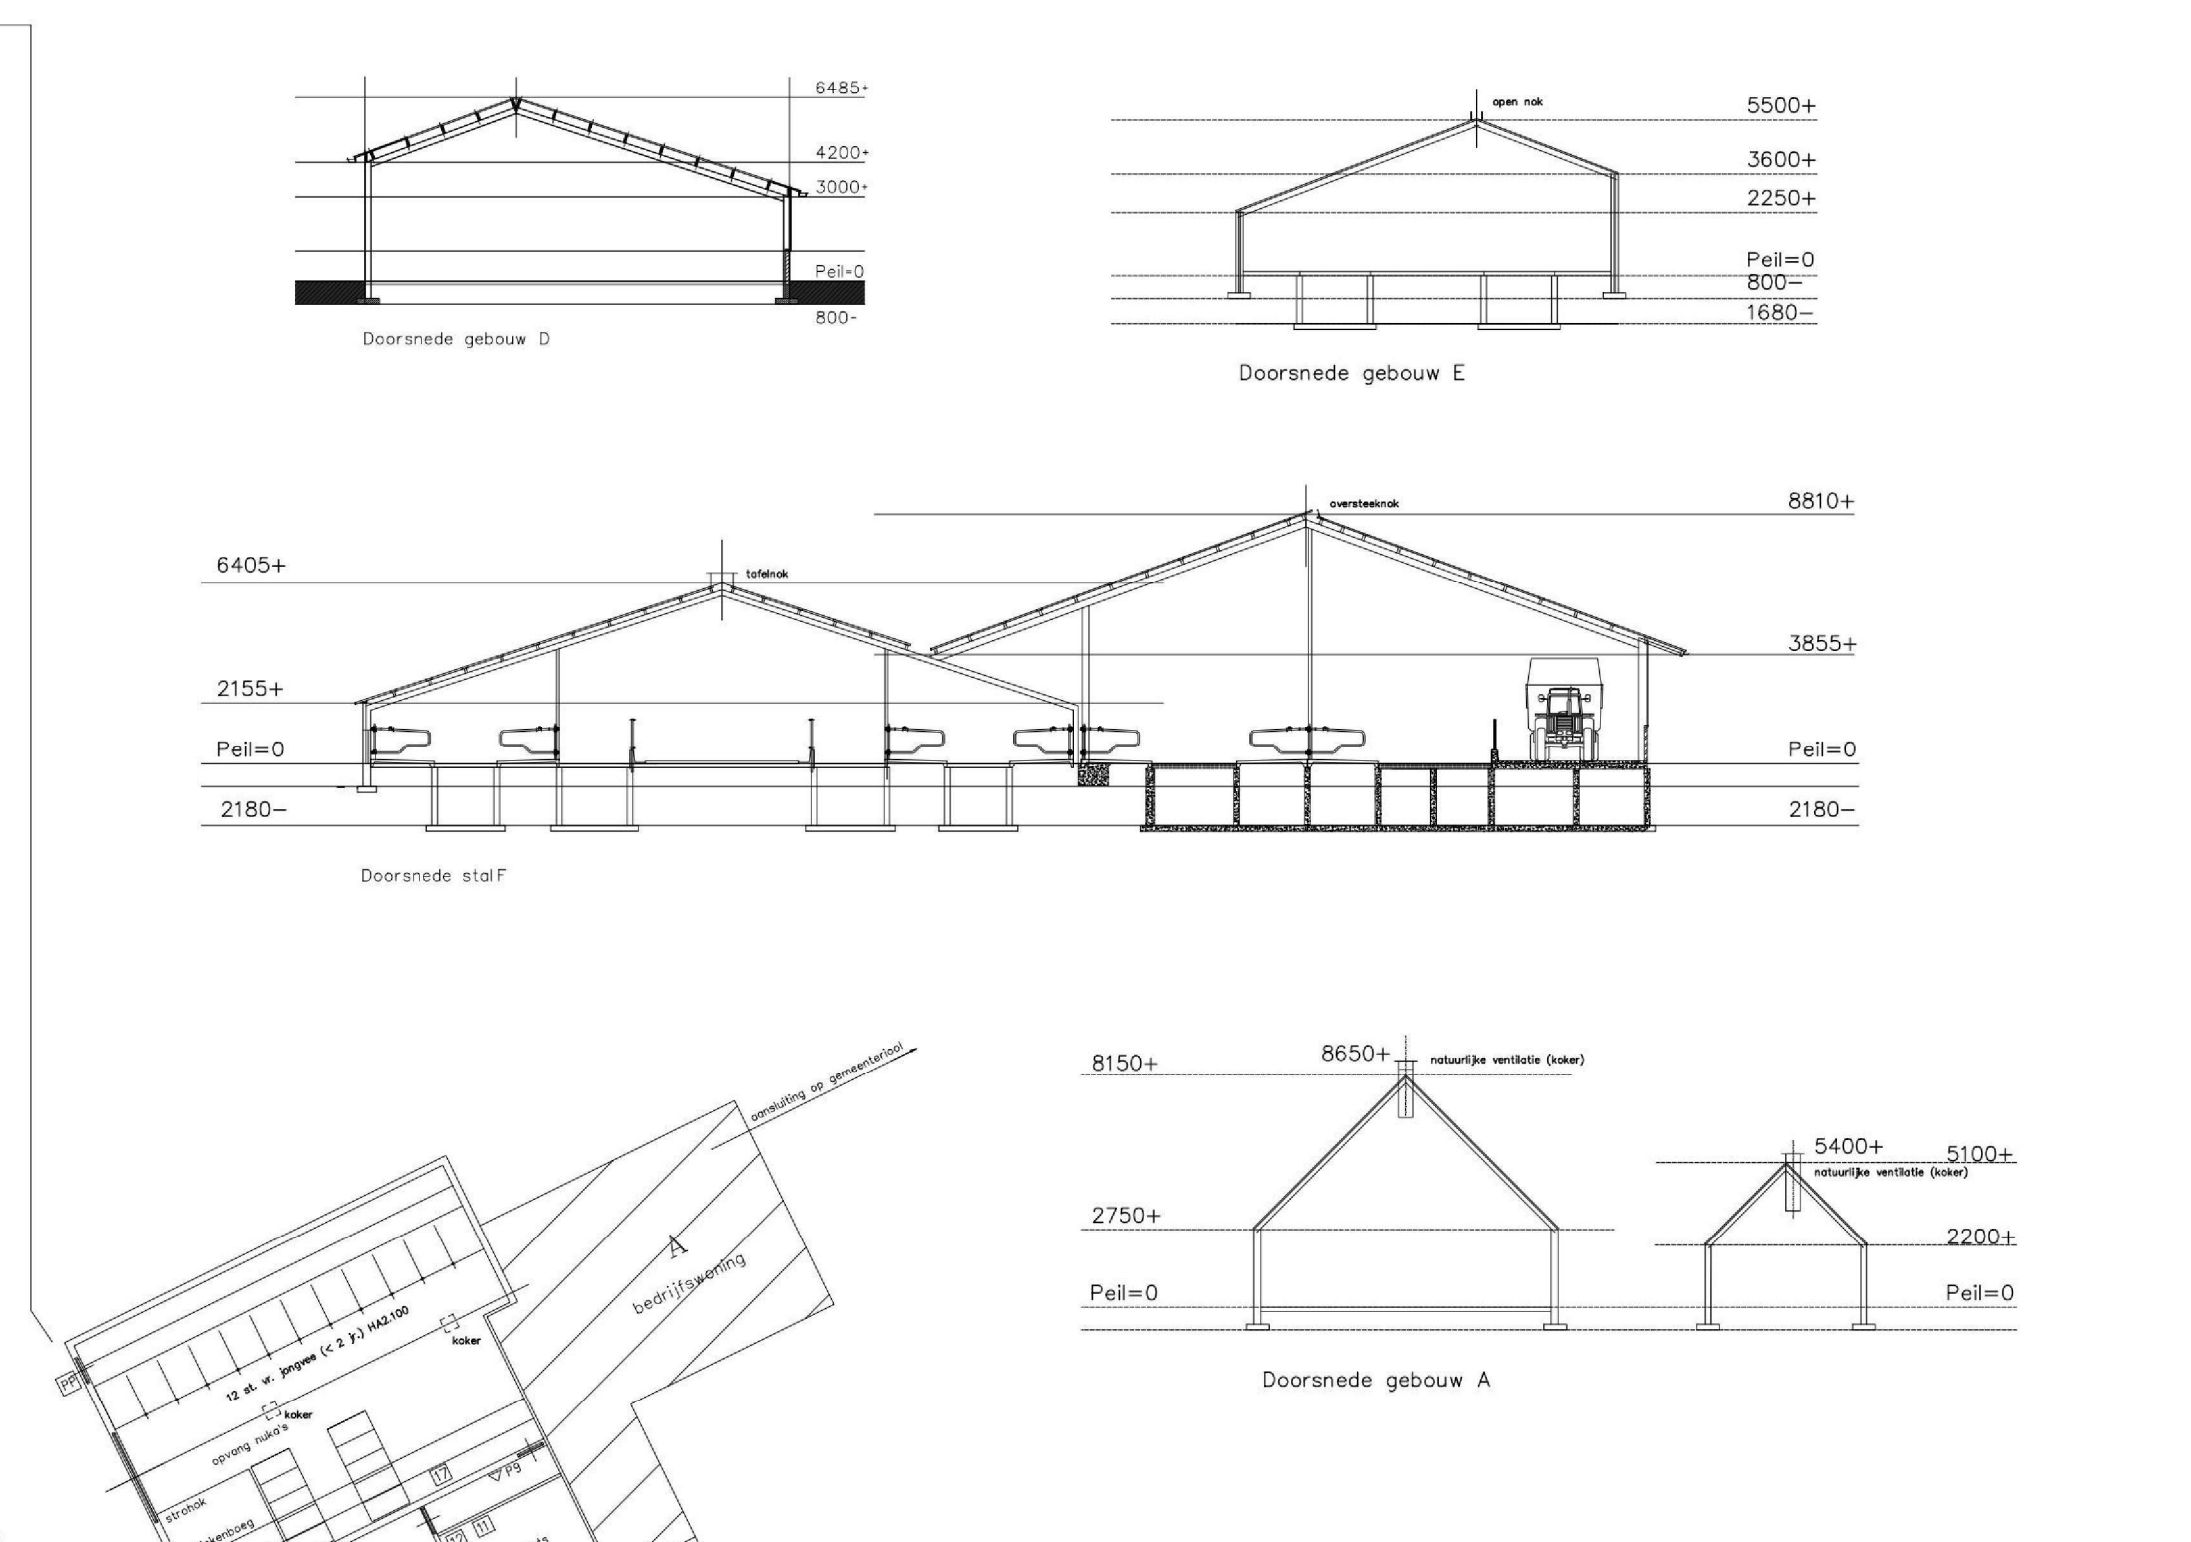 6485+
4200+
3000+
Peil=0
800-
Doorsnede gebouw D
open nok
5500+
3600+
2250+
Peil=0
800-
1680-
Doorsnede gebouw E
oversteeknok
8810+
6405+
tafelnok
3855+
2155+
Peil=0
Peil=0
2180-
2180-
Doorsnede stal F
aansluiting op gemeenteriool
8150+
8650+
natuurlijke ventilatie (koker)
5400+
5100+
natuurlijke ventilatie (koker)
2750+
2200+
Peil=0
Peil=0
Doorsnede gebouw A
A
bedrijfswoning
koker
12 st. vr. jongvee (< 2 jr.) HA2.100
PP
koker
opvang nuka's
17
P9
strohok
11
12